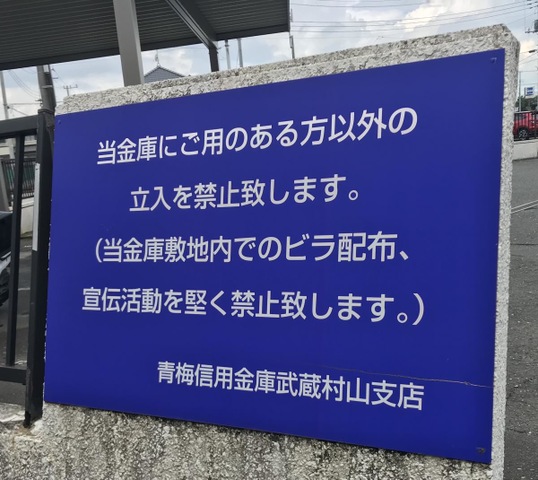 当金庫にご用のある方以外の
立入を禁止致します。
（当金庫敷地内でのビラ配布、
宣伝活動を堅く禁止致します。）
青梅信用金庫武蔵村山支店